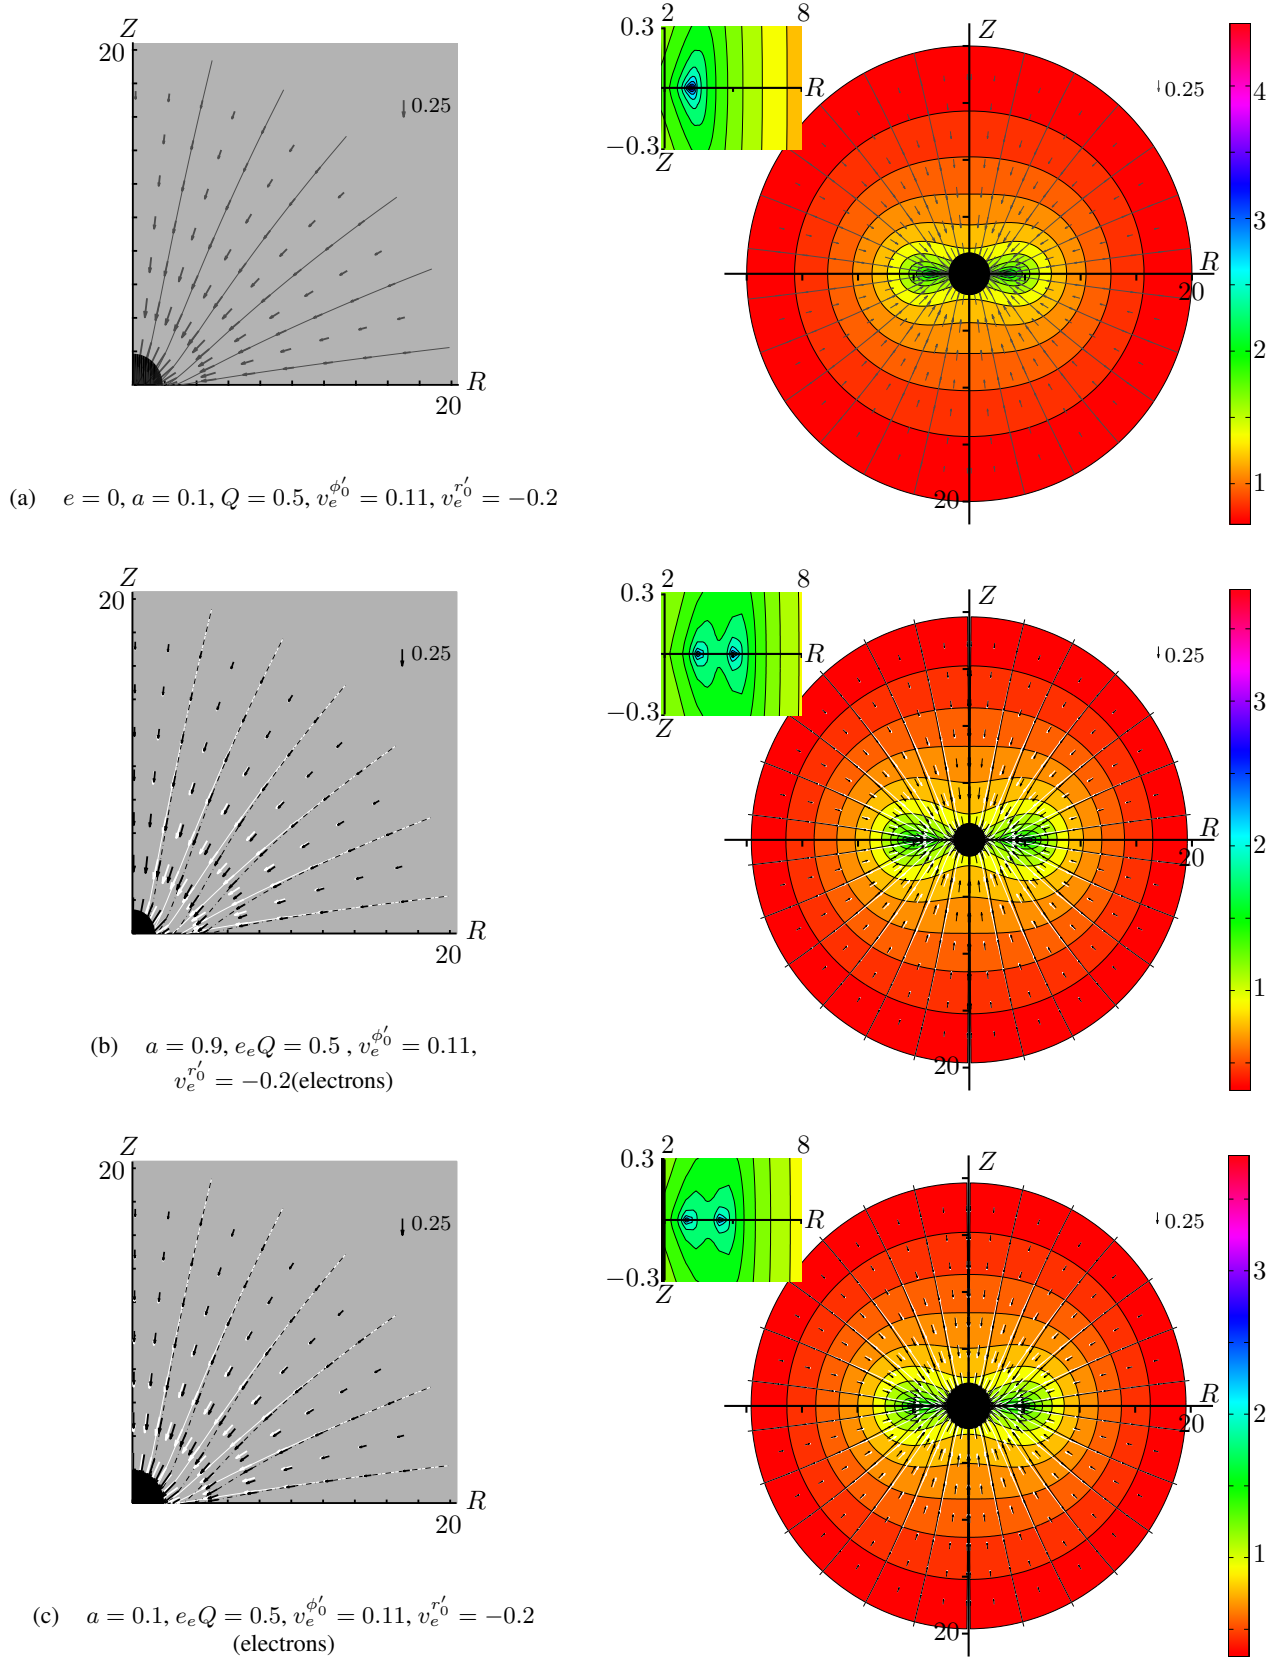 Z
20
0.25
R
20
2
8
0.3
R
−0.3
Z
Z
0.25
R
20
20
4
3
2
1
(a) e = 0, a = 0.1, Q = 0.5, v_e^{ϕ′_0} = 0.11, v_e^{r′_0} = −0.2
Z
20
0.25
R
20
2
8
0.3
R
−0.3
Z
Z
0.25
R
20
20
3
2
1
(b) a = 0.9, e_eQ = 0.5 , v_e^{ϕ′_0} = 0.11,
v_e^{r′_0} = −0.2(electrons)
Z
20
0.25
R
20
2
8
0.3
R
−0.3
Z
Z
0.25
R
20
20
3
2
1
(c) a = 0.1, e_eQ = 0.5, v_e^{ϕ′_0} = 0.11, v_e^{r′_0} = −0.2
(electrons)